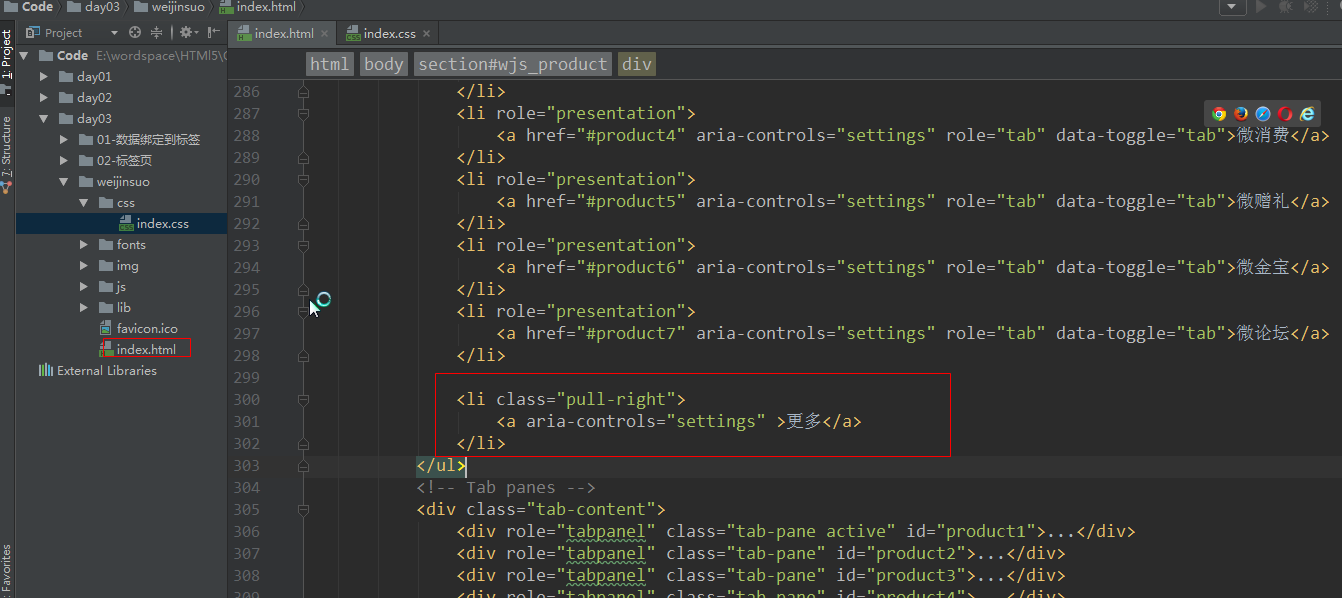 Code day03 weijinsuo index.html
Project
index.html × index.css ×
1: Project
7: Structure
Favorites
Code E:\wordspace\HTMl5\
day01
day02
day03
01-数据绑定到标签
02-标签页
weijinsuo
css
index.css
fonts
img
js
lib
favicon.ico
index.html
External Libraries
html body section#wjs_product div
286 </li>
287 <li role="presentation">
288 <a href="#product4" aria-controls="settings" role="tab" data-toggle="tab">微消费</a>
289 </li>
290 <li role="presentation">
291 <a href="#product5" aria-controls="settings" role="tab" data-toggle="tab">微赠礼</a>
292 </li>
293 <li role="presentation">
294 <a href="#product6" aria-controls="settings" role="tab" data-toggle="tab">微金宝</a>
295 </li>
296 <li role="presentation">
297 <a href="#product7" aria-controls="settings" role="tab" data-toggle="tab">微论坛</a>
298 </li>
299
300 <li class="pull-right">
301 <a aria-controls="settings" >更多</a>
302 </li>
303 </ul>
304 <!-- Tab panes -->
305 <div class="tab-content">
306 <div role="tabpanel" class="tab-pane active" id="product1">...</div>
307 <div role="tabpanel" class="tab-pane" id="product2">...</div>
308 <div role="tabpanel" class="tab-pane" id="product3">...</div>
309 <div role="tabpanel" class="tab-pane" id="product4">...</div>